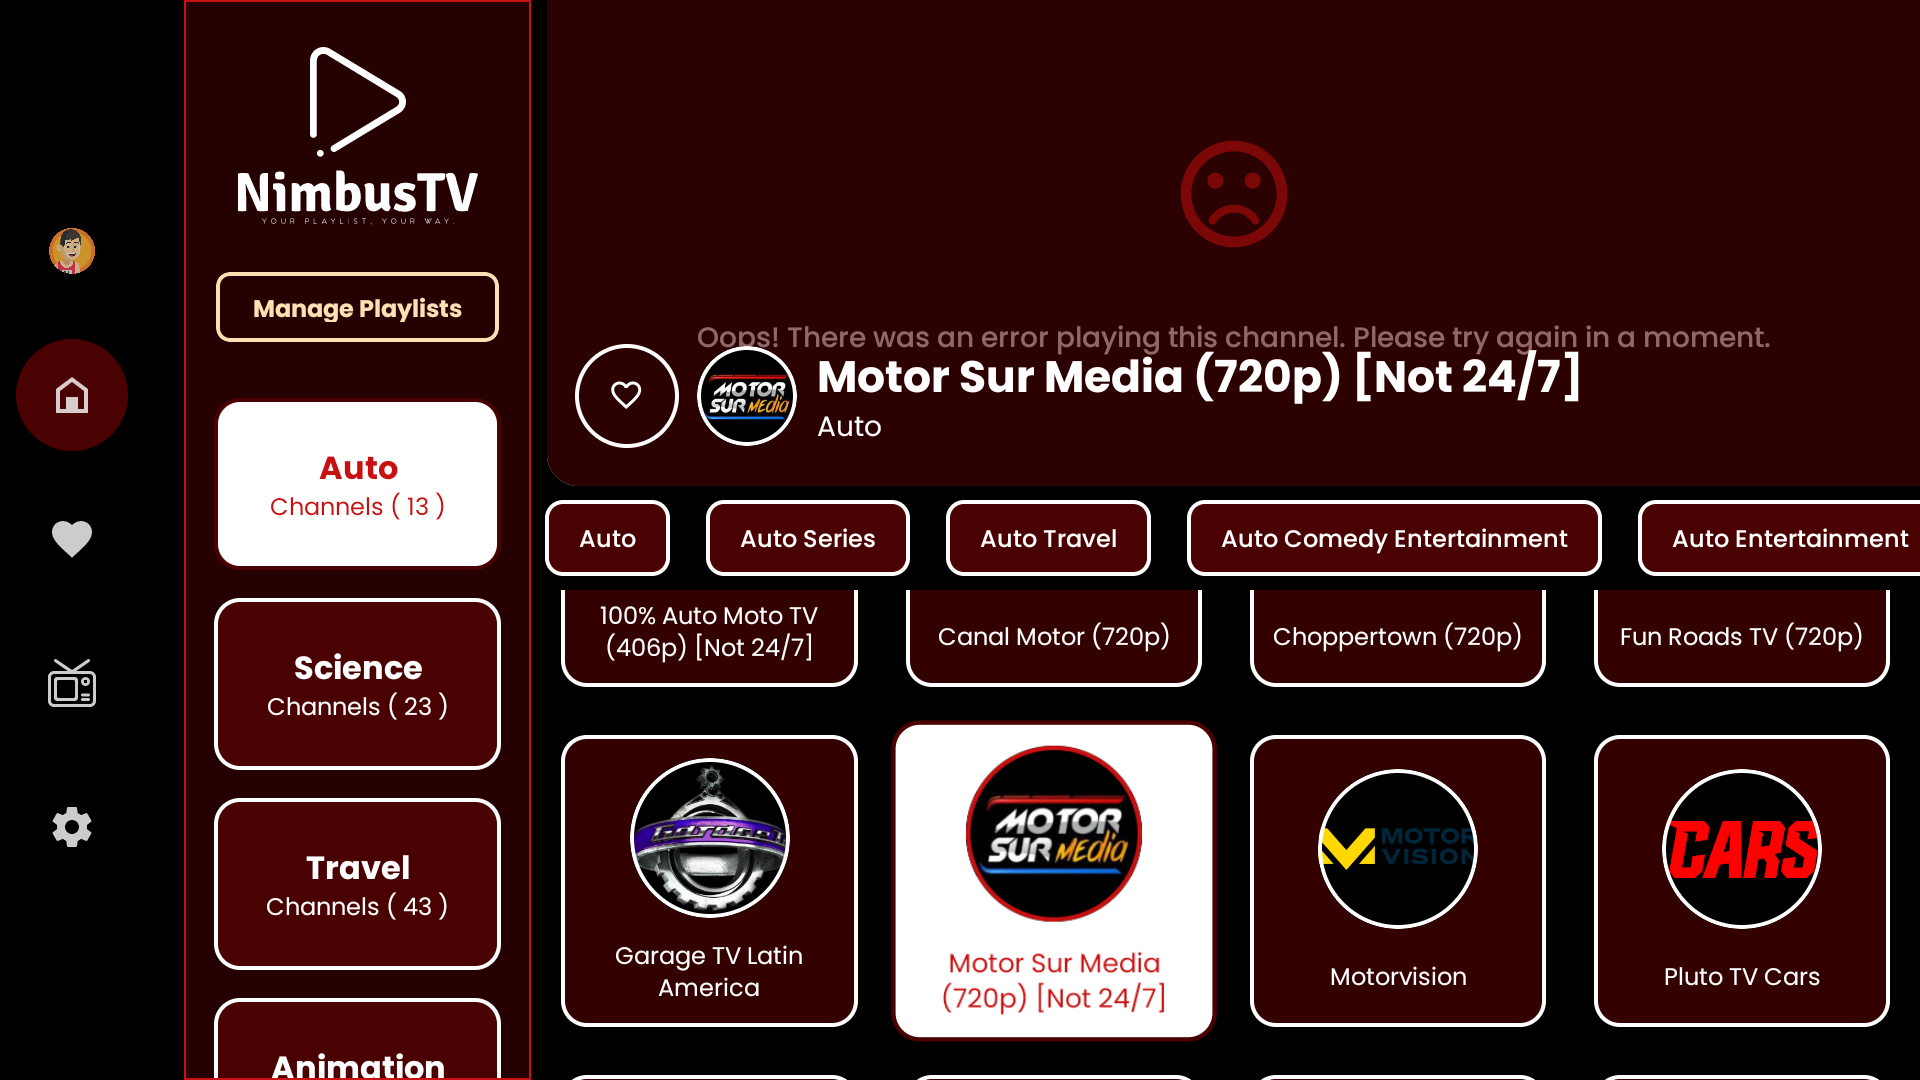 NimbusTV
YOUR PLAYLIST, YOUR WAY.
Manage Playlists
Auto
Channels ( 13 )
Science
Channels ( 23 )
Travel
Channels ( 43 )
Animation
Oops! There was an error playing this channel. Please try again in a moment.
MOTOR
SUR MEDIA
Motor Sur Media (720p) [Not 24/7]
Auto
Auto
Auto Series
Auto Travel
Auto Comedy Entertainment
Auto Entertainment
100% Auto Moto TV
(406p) [Not 24/7]
Canal Motor (720p)
Choppertown (720p)
Fun Roads TV (720p)
Garage TV Latin
America
MOTOR
SUR MEDIA
Motor Sur Media
(720p) [Not 24/7]
MOTOR
VISION
Motorvision
CARS
Pluto TV Cars